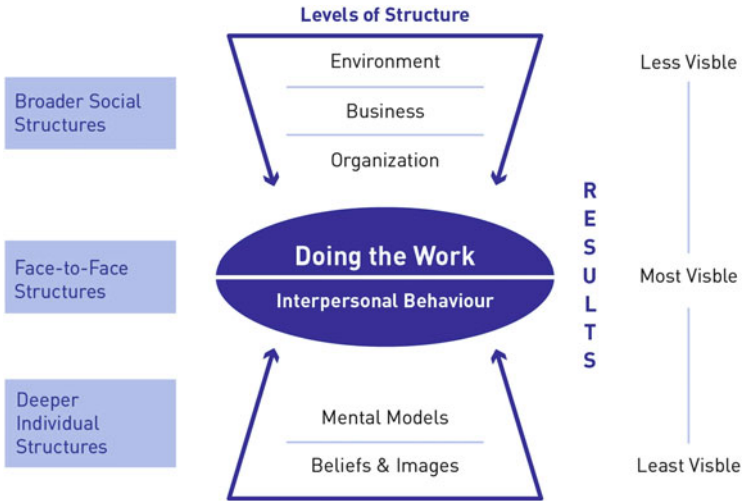 Levels of Structure
Environment
Less Visble
Broader Social
Structures
Business
Organization
R
E
S
U
L
T
S
Doing the Work
Face-to-Face
Structures
Interpersonal Behaviour
Most Visble
Deeper
Individual
Structures
Mental Models
Beliefs & Images
Least Visble